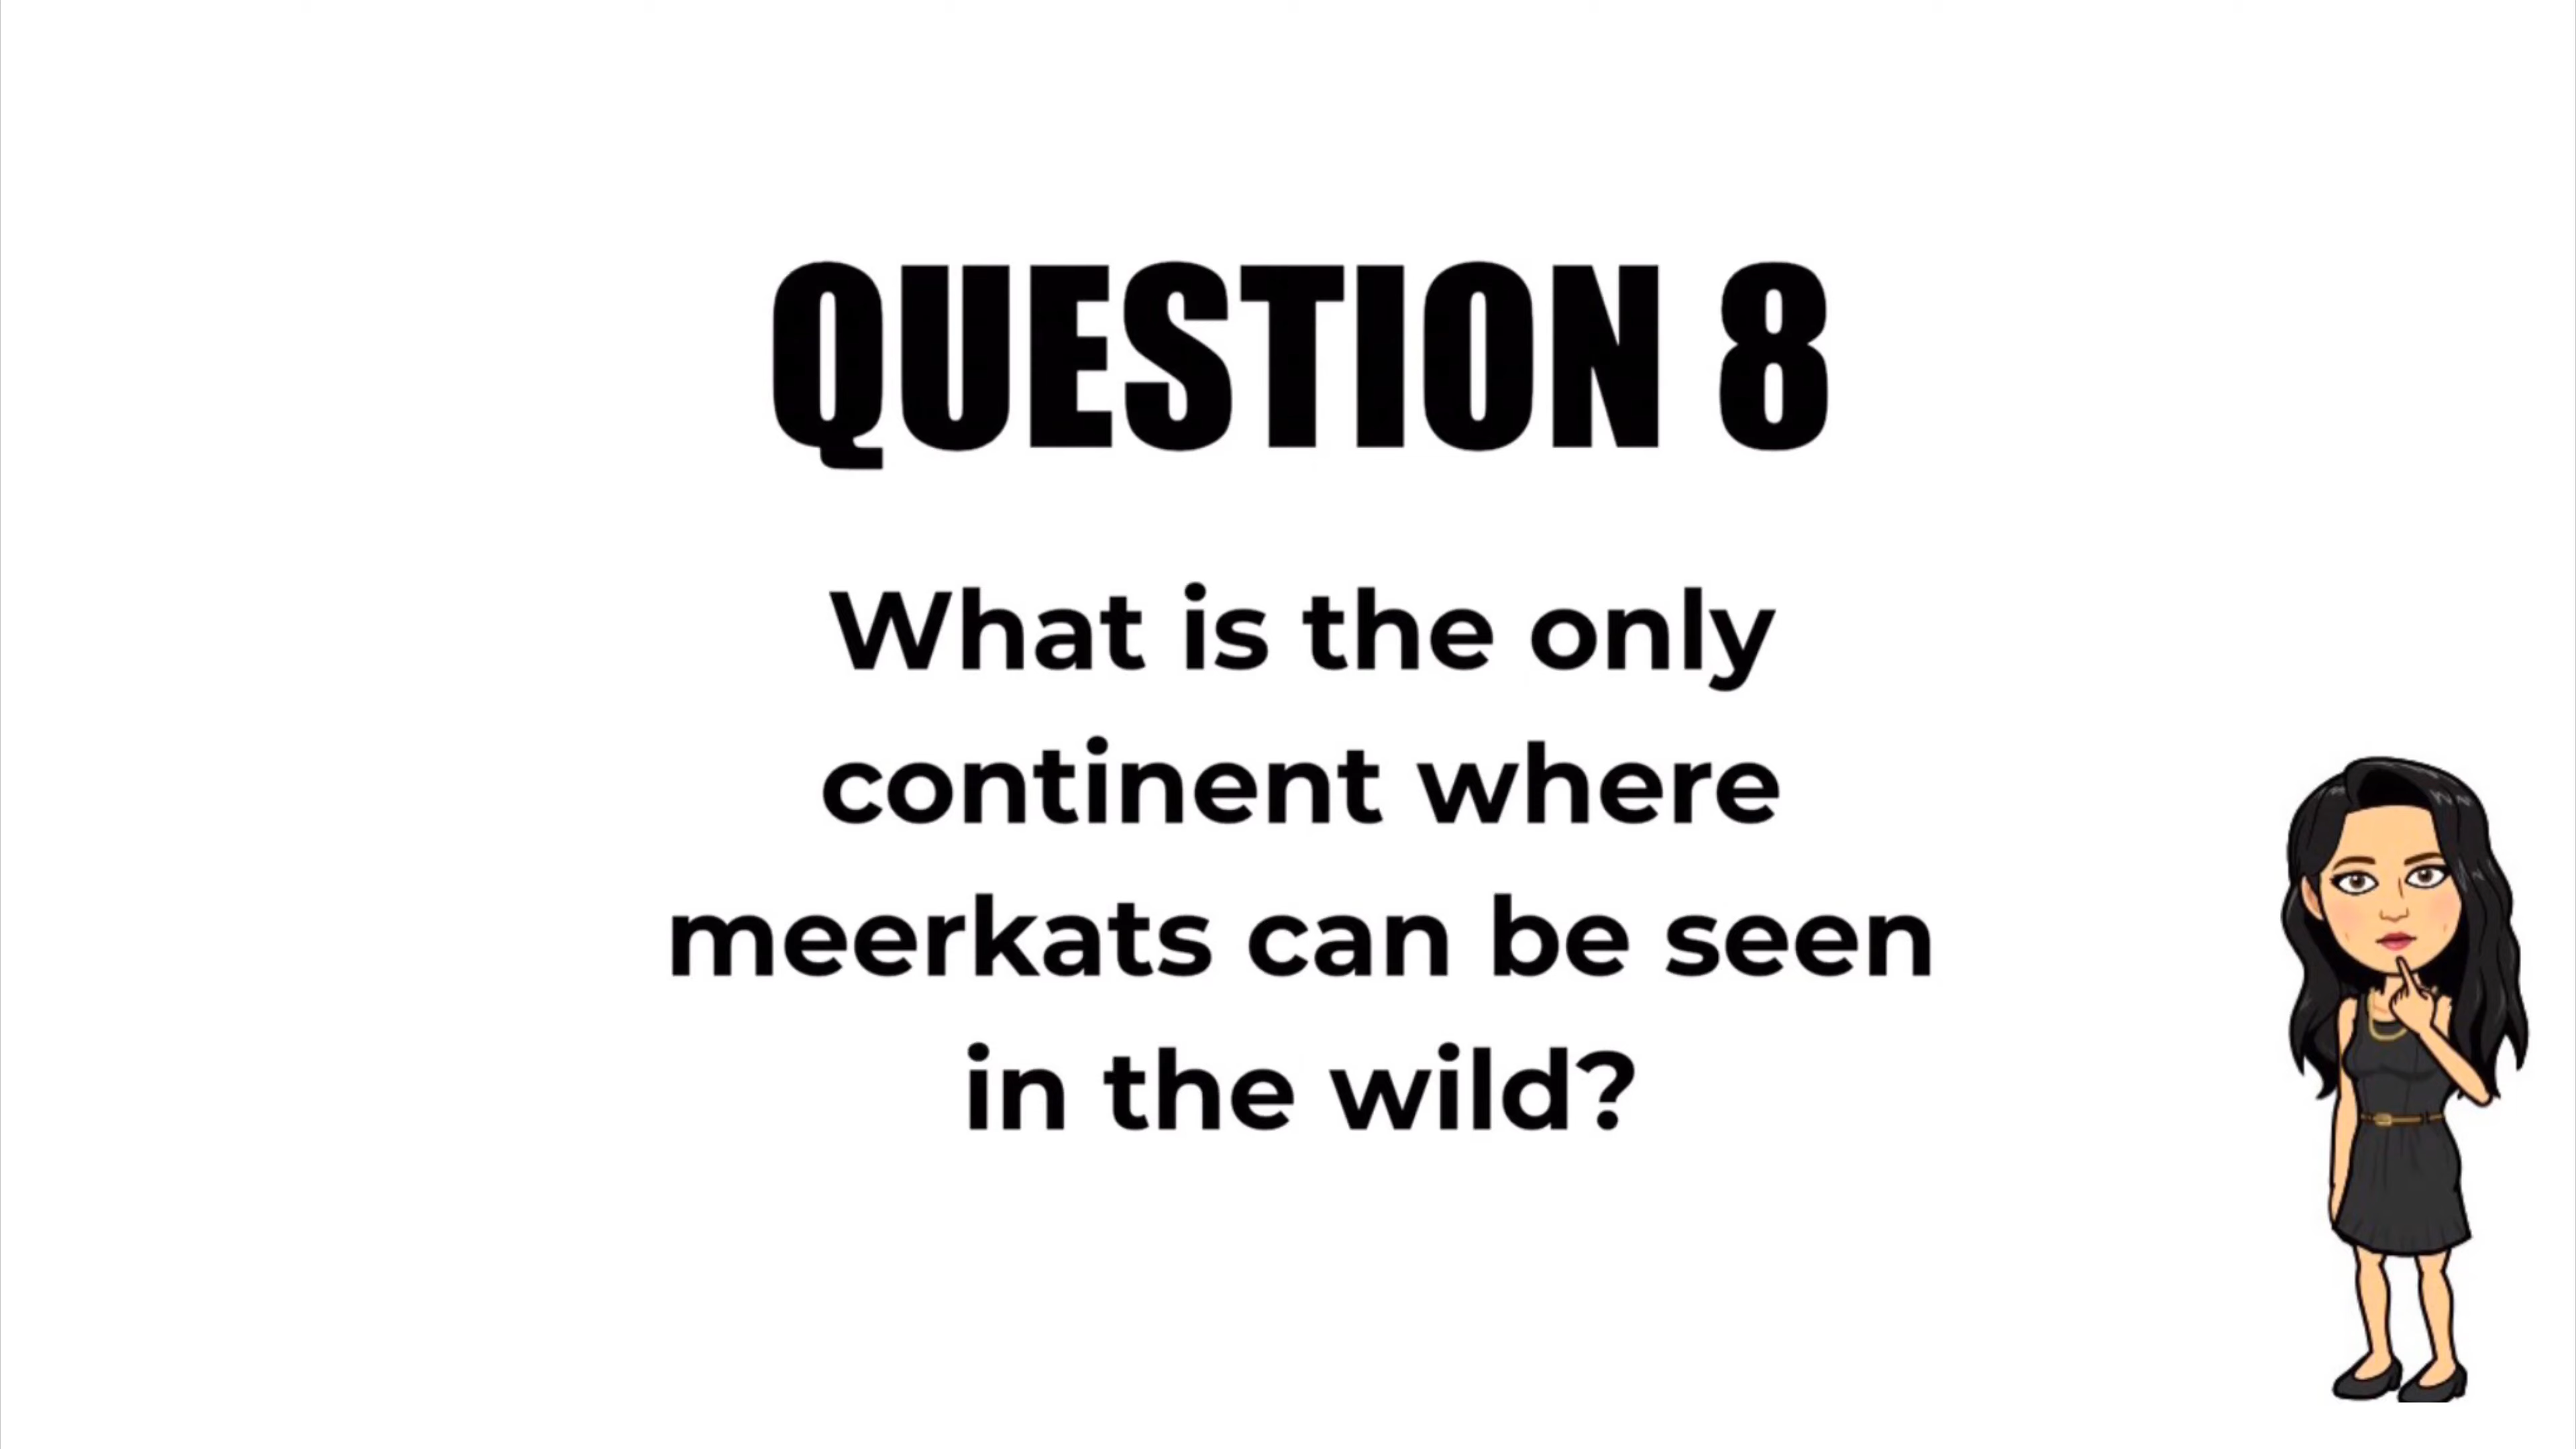 QUESTION 8
What is the only
continent where
meerkats can be seen
in the wild?